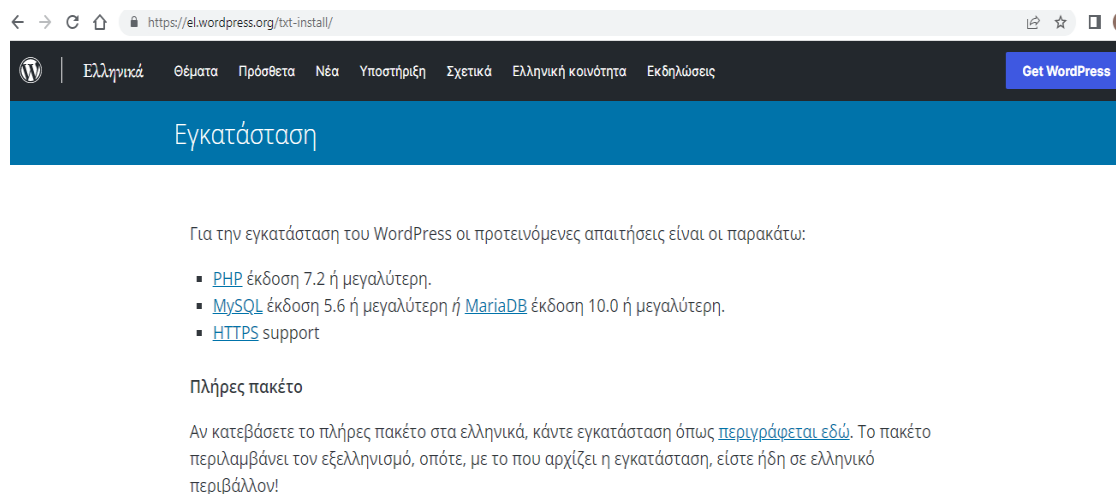 https://el.wordpress.org/txt-install/
Ελληνικά Θέματα Πρόσθετα Νέα Υποστήριξη Σχετικά Ελληνική κοινότητα Εκδηλώσεις Get WordPress
Εγκατάσταση
Για την εγκατάσταση του WordPress οι προτεινόμενες απαιτήσεις είναι οι παρακάτω:
PHP έκδοση 7.2 ή μεγαλύτερη.
MySQL έκδοση 5.6 ή μεγαλύτερη ή MariaDB έκδοση 10.0 ή μεγαλύτερη.
HTTPS support
Πλήρες πακέτο
Αν κατεβάσετε το πλήρες πακέτο στα ελληνικά, κάντε εγκατάσταση όπως περιγράφεται εδώ. Το πακέτο
περιλαμβάνει τον εξελληνισμό, οπότε, με το που αρχίζει η εγκατάσταση, είστε ήδη σε ελληνικό
περιβάλλον!